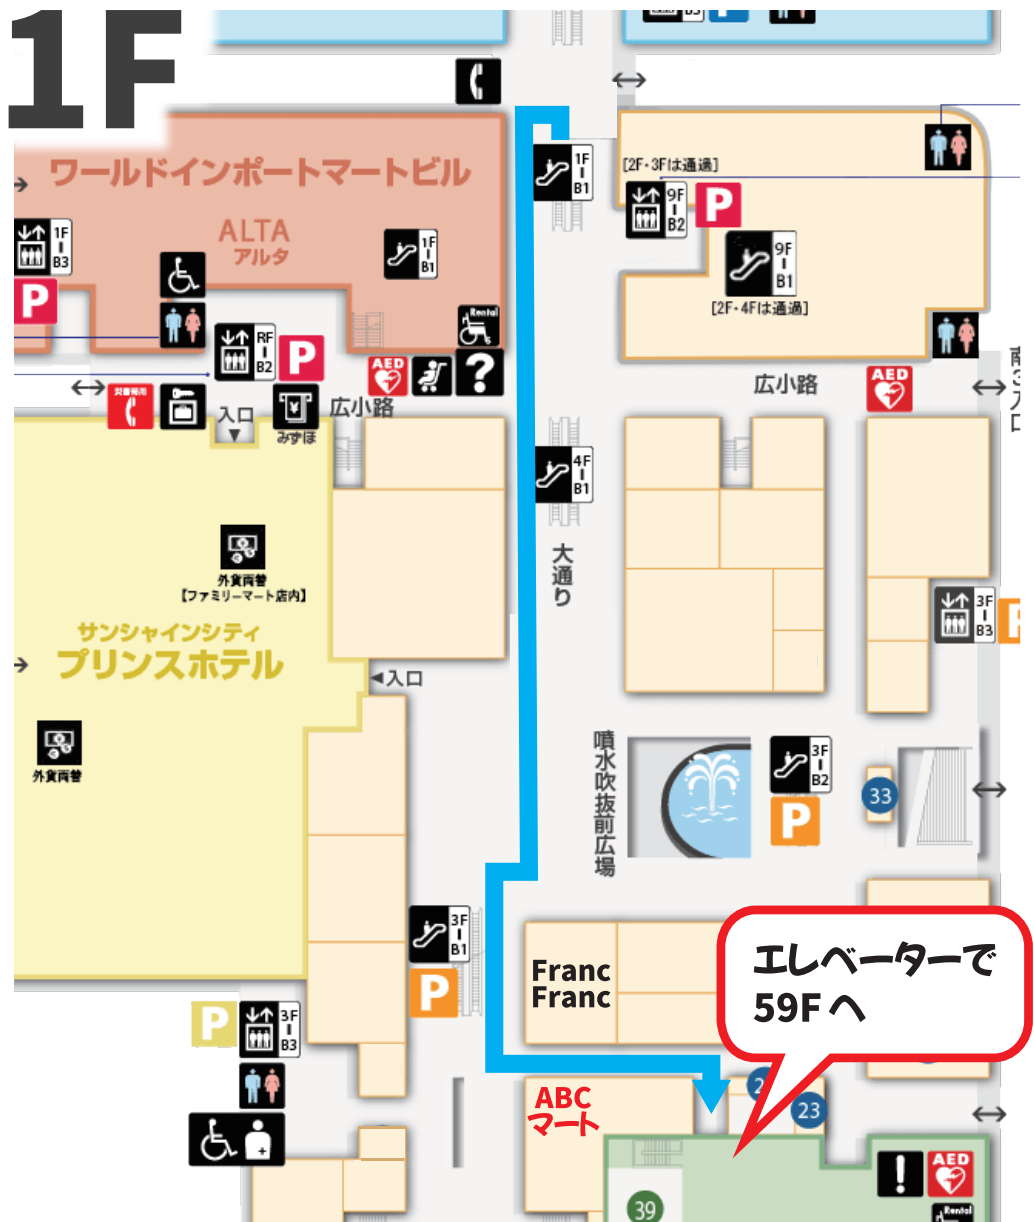 1F
ワールドインポートマートビル
ALTA
アルタ
1F
B1
1F
B3
P
Rental
RF
B2
P
AED
?
災害時用
入口
みずほ
広小路
1F
B1
[2F・3Fは通過]
9F
B2
P
9F
B1
[2F・4Fは通過]
広小路
AED
4F
B1
大通り
外貨両替
【ファミリーマート店内】
サンシャインシティ
プリンスホテル
入口
外貨両替
3F
B3
噴水吹抜前広場
3F
B2
P
33
3F
B1
P
P
3F
B3
Franc
Franc
エレベーターで
59Fへ
ABC
マート
23
39
!
AED
Rental